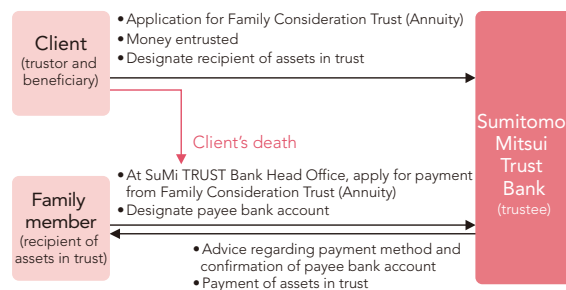 Client
(trustor and
beneficiary)
• Application for Family Consideration Trust (Annuity)
• Money entrusted
• Designate recipient of assets in trust
Client's death
Sumitomo
Mitsui
Trust
Bank
(trustee)
• At SuMi TRUST Bank Head Office, apply for payment
from Family Consideration Trust (Annuity)
• Designate payee bank account
Family
member
(recipient of
assets in trust)
• Advice regarding payment method and
confirmation of payee bank account
• Payment of assets in trust